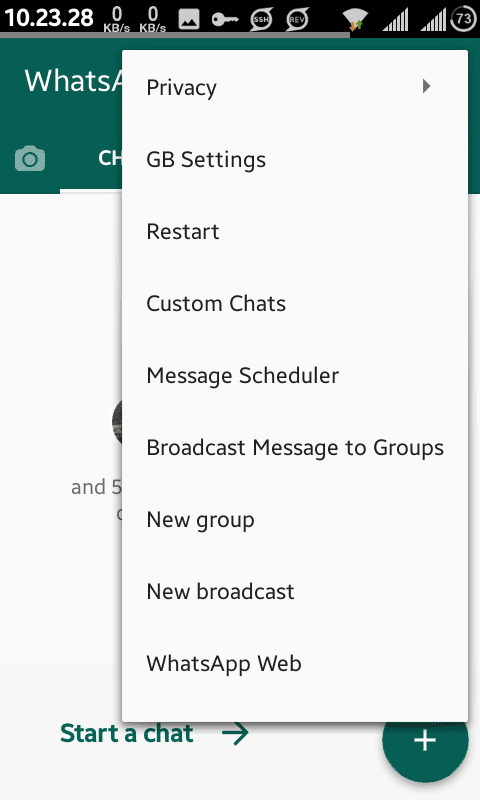 10.23.28 0 KB/s 0 KB/s SSH REV 73
WhatsA
CH
Privacy
GB Settings
Restart
Custom Chats
Message Scheduler
Broadcast Message to Groups
and 5
New group
New broadcast
WhatsApp Web
Start a chat